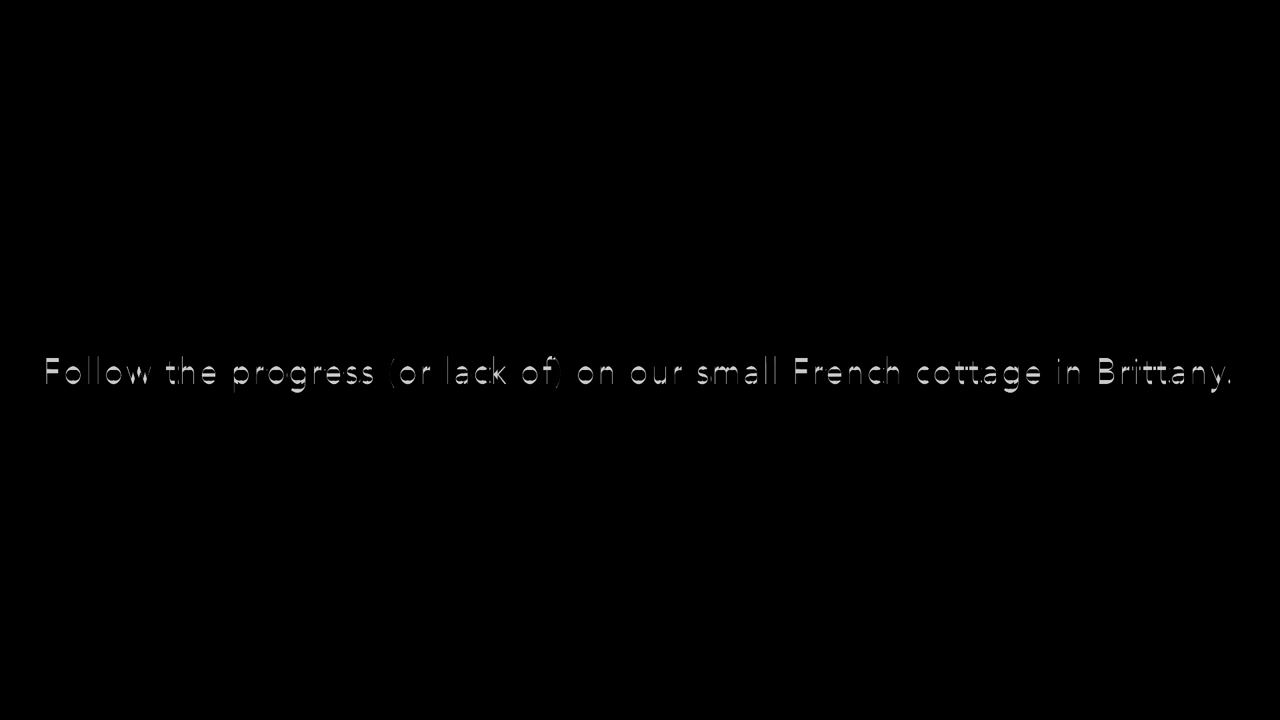 Follow the progress (or lack of) on our small French cottage in Brittany.